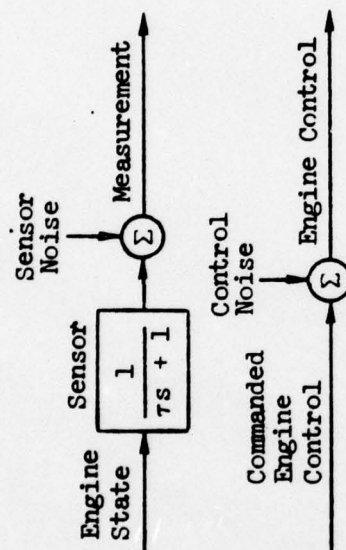 Engine
State
Sensor
1
τs + 1
Sensor
Noise
Σ
Measurement
Commanded
Engine
Control
Control
Noise
Σ
Engine Control